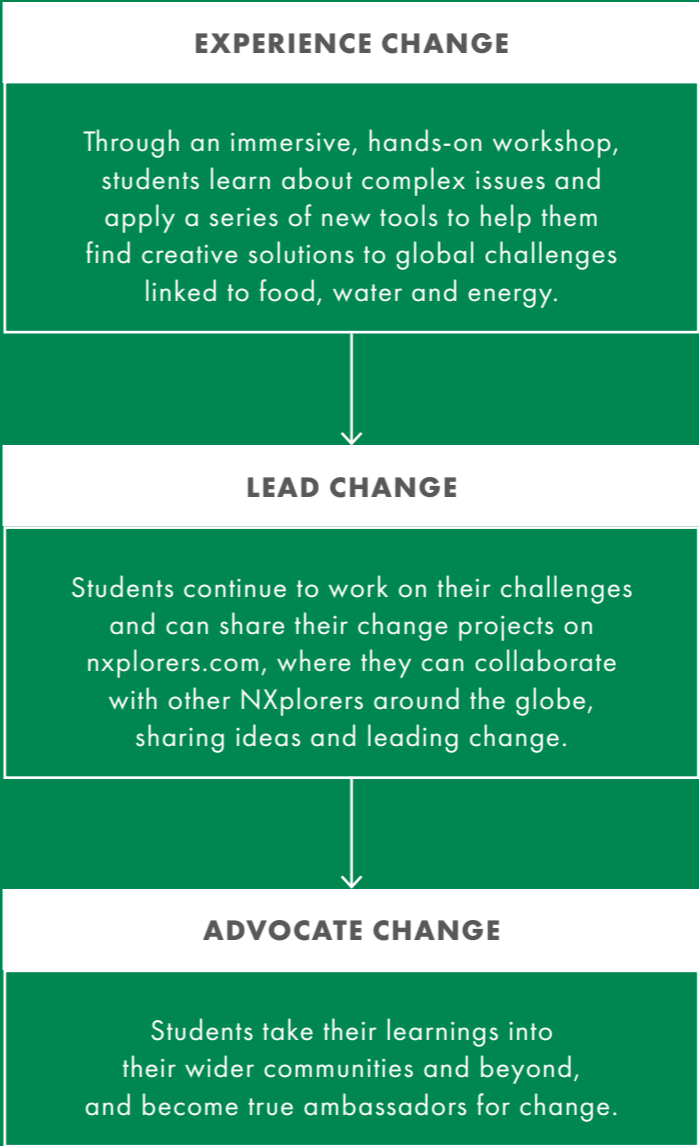 EXPERIENCE CHANGE
Through an immersive, hands-on workshop,
students learn about complex issues and
apply a series of new tools to help them
find creative solutions to global challenges
linked to food, water and energy.
LEAD CHANGE
Students continue to work on their challenges
and can share their change projects on
nxplorers.com, where they can collaborate
with other NXplorers around the globe,
sharing ideas and leading change.
ADVOCATE CHANGE
Students take their learnings into
their wider communities and beyond,
and become true ambassadors for change.